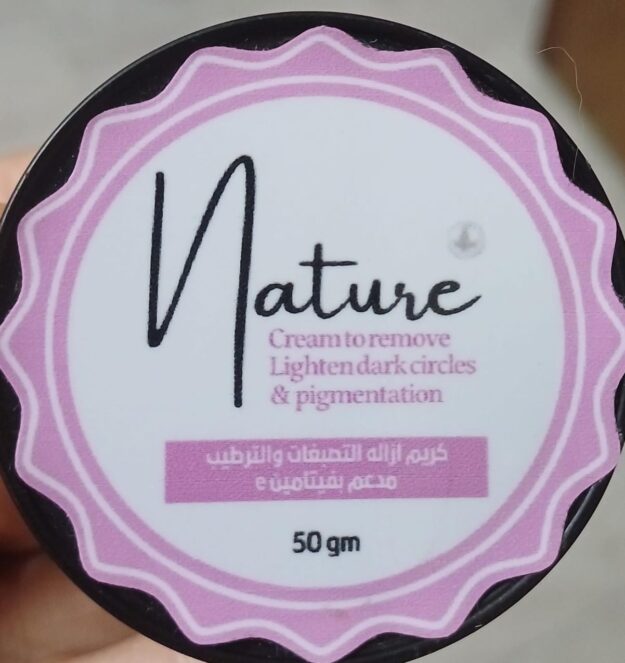 Nature
Cream to remove
Lighten dark circles
& pigmentation
كريم ازاله التصبغات والترطيب
مدعم بفيتامين e
50 gm